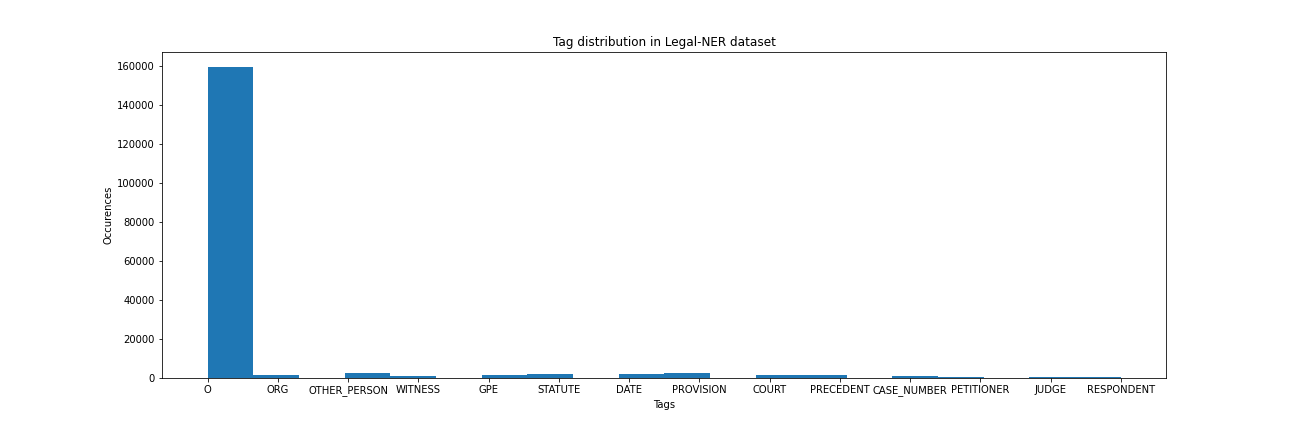 Tag distribution in Legal-NER dataset
160000
140000
120000
100000
80000
60000
40000
20000
0
Occurences
O ORG OTHER_PERSON WITNESS GPE STATUTE DATE PROVISION COURT PRECEDENT CASE_NUMBER PETITIONER JUDGE RESPONDENT
Tags